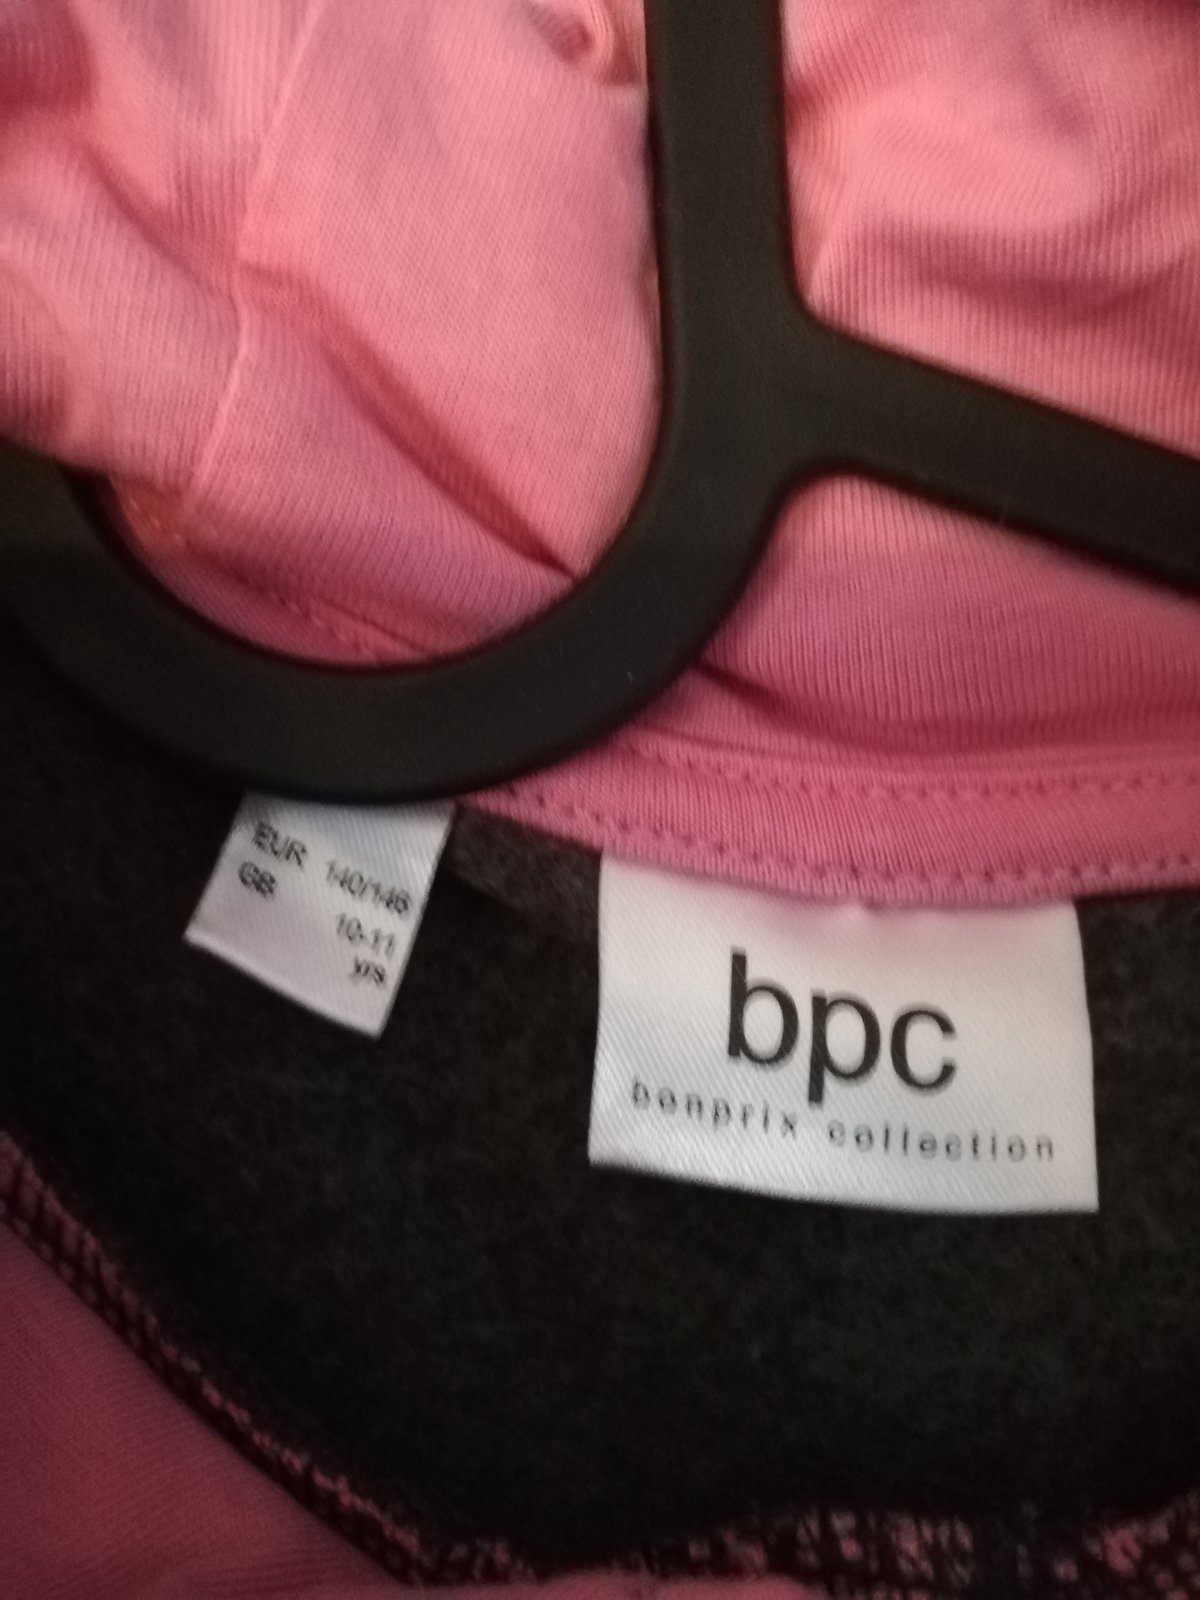 EUR 140/146
GB 10-11
yrs
bpc
bonprix collection